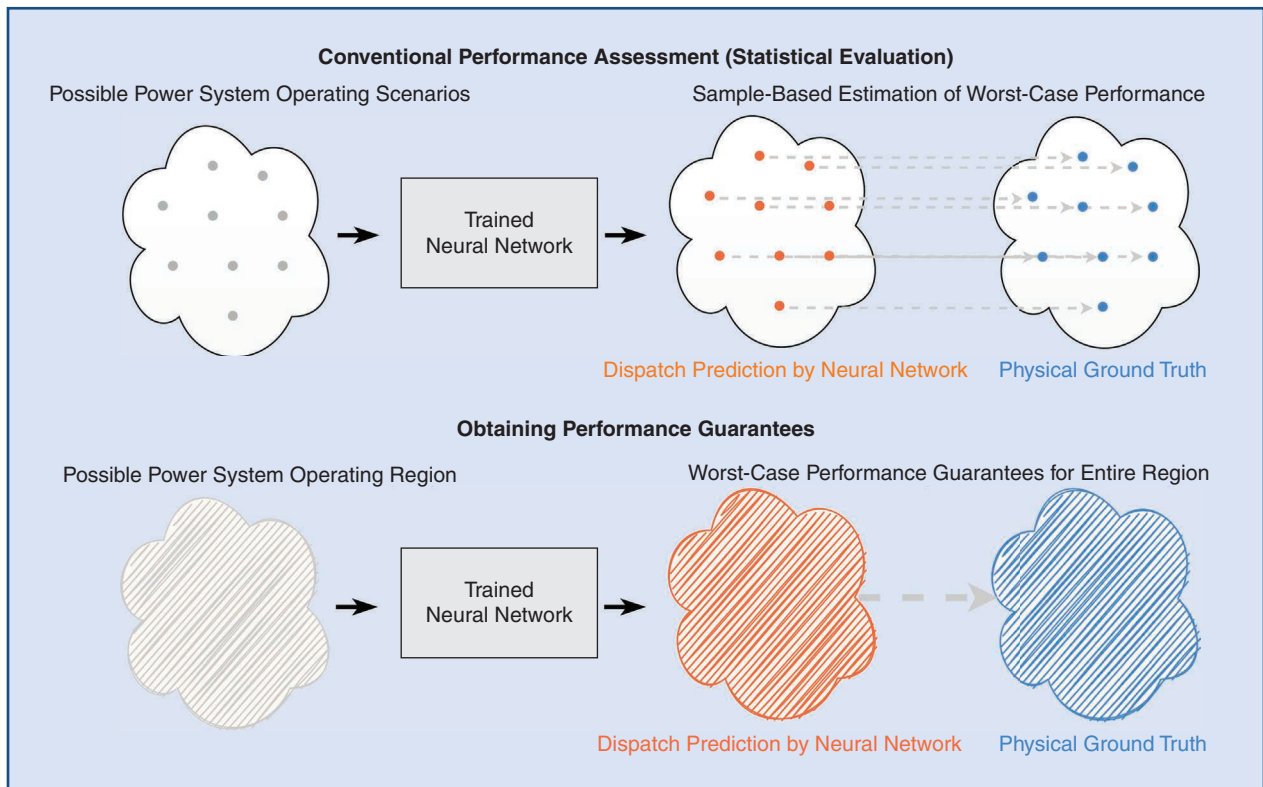 Conventional Performance Assessment (Statistical Evaluation)
Possible Power System Operating Scenarios
Sample-Based Estimation of Worst-Case Performance
Trained
Neural Network
Dispatch Prediction by Neural Network
Physical Ground Truth
Obtaining Performance Guarantees
Possible Power System Operating Region
Worst-Case Performance Guarantees for Entire Region
Trained
Neural Network
Dispatch Prediction by Neural Network
Physical Ground Truth